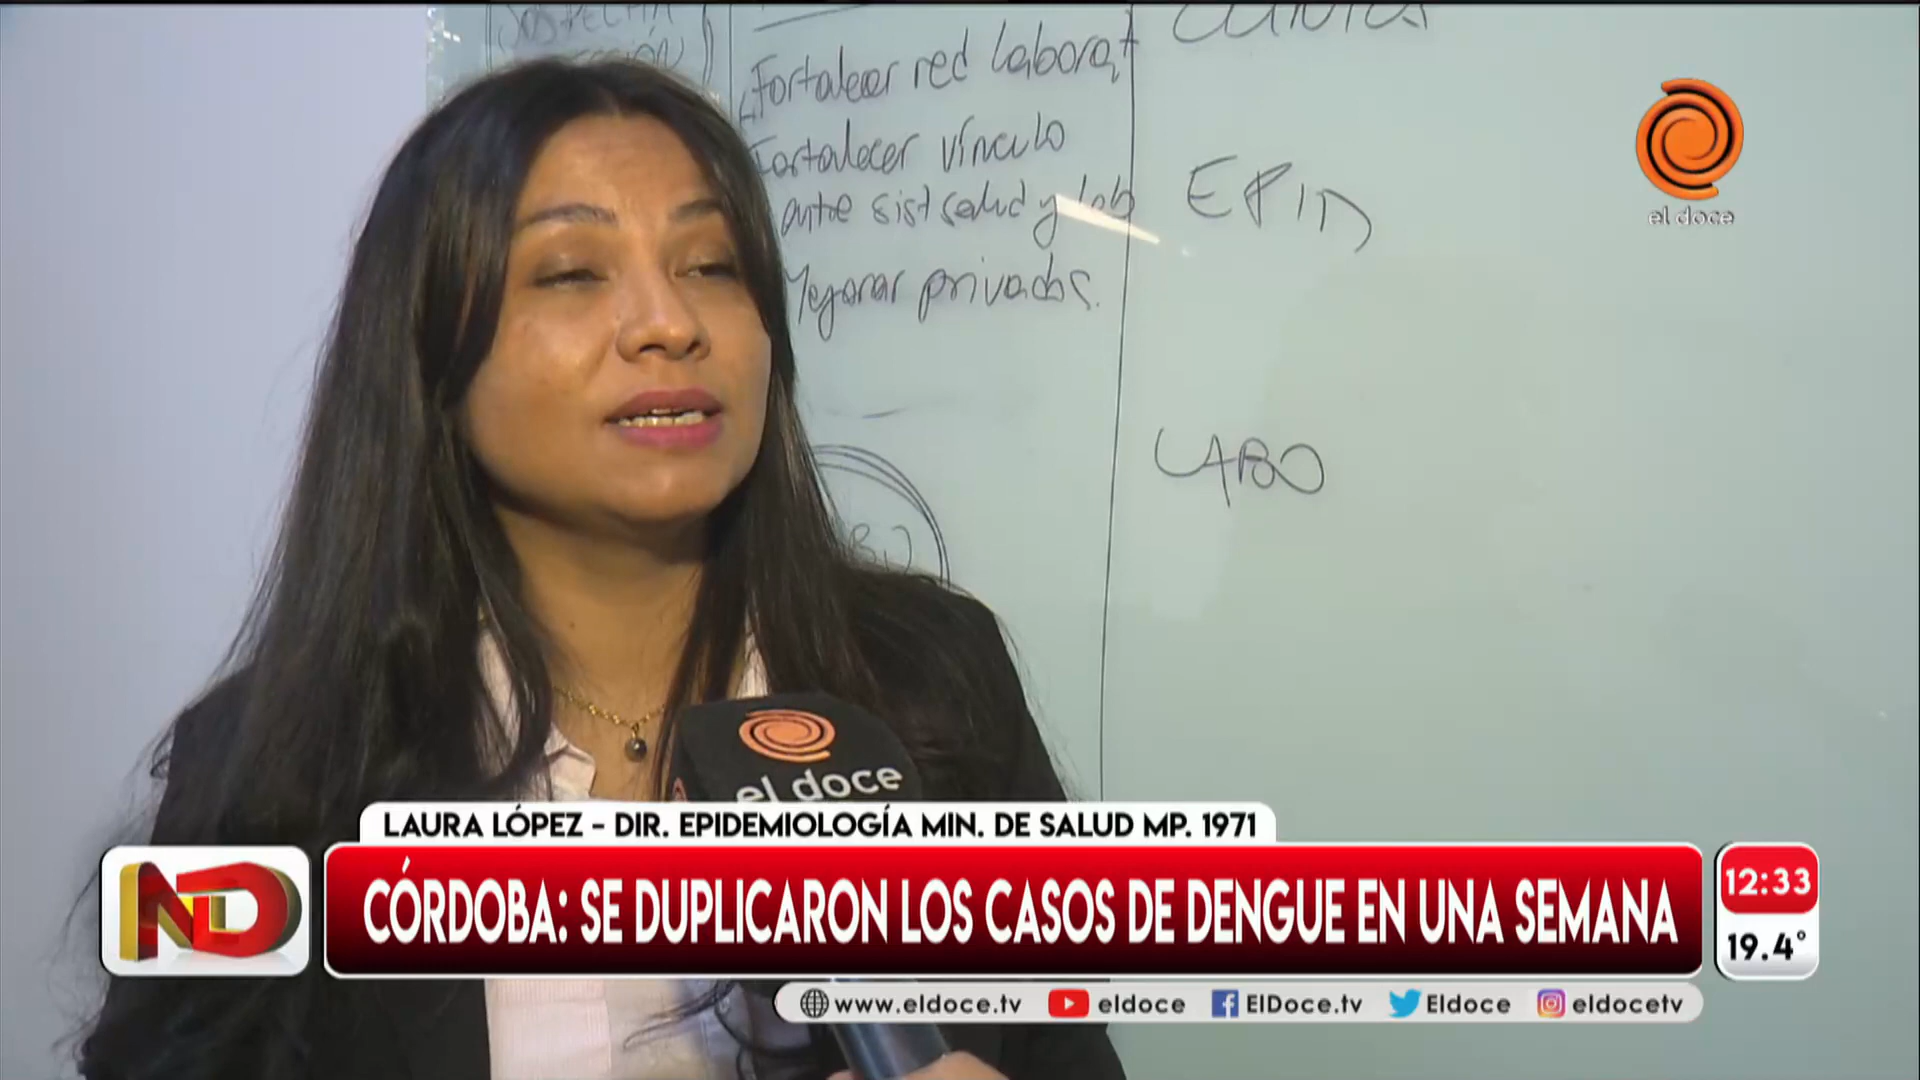 Fortalecer red laborat
Fortalecer vínculo
entre sist salud y lab
Mejorar privados.
EPID
LABO
el doce
el doce
LAURA LÓPEZ - DIR. EPIDEMIOLOGÍA MIN. DE SALUD MP. 1971
ND
CÓRDOBA: SE DUPLICARON LOS CASOS DE DENGUE EN UNA SEMANA
12:33
19.4°
www.eldoce.tv eldoce ElDoce.tv Eldoce eldocetv